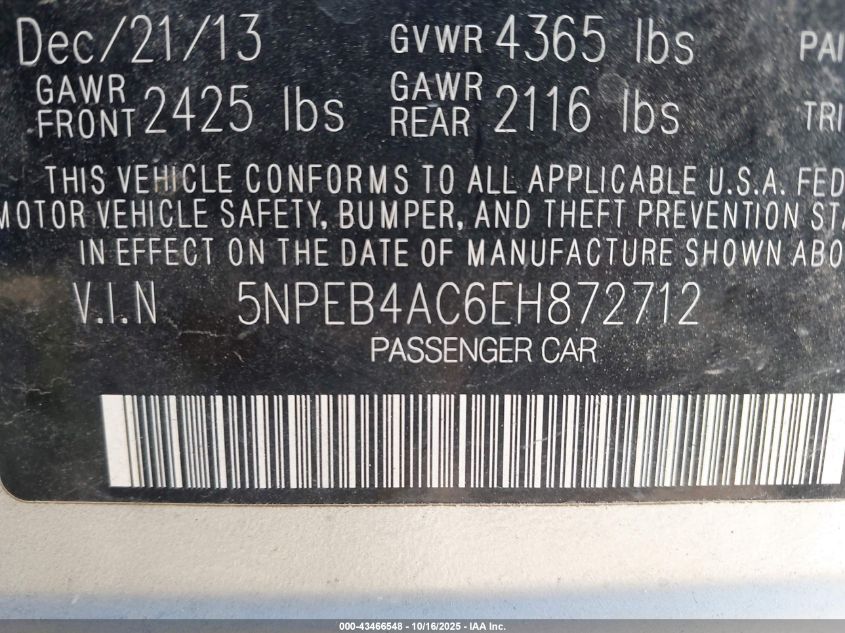 Dec/21/13 GVWR 4365 lbs PAI
GAWR FRONT 2425 lbs GAWR REAR 2116 lbs TRI
THIS VEHICLE CONFORMS TO ALL APPLICABLE U.S.A. FED
MOTOR VEHICLE SAFETY, BUMPER, AND THEFT PREVENTION STA
IN EFFECT ON THE DATE OF MANUFACTURE SHOWN ABO
V.I.N 5NPEB4AC6EH872712
PASSENGER CAR
000-43466548 - 10/16/2025 - IAA Inc.